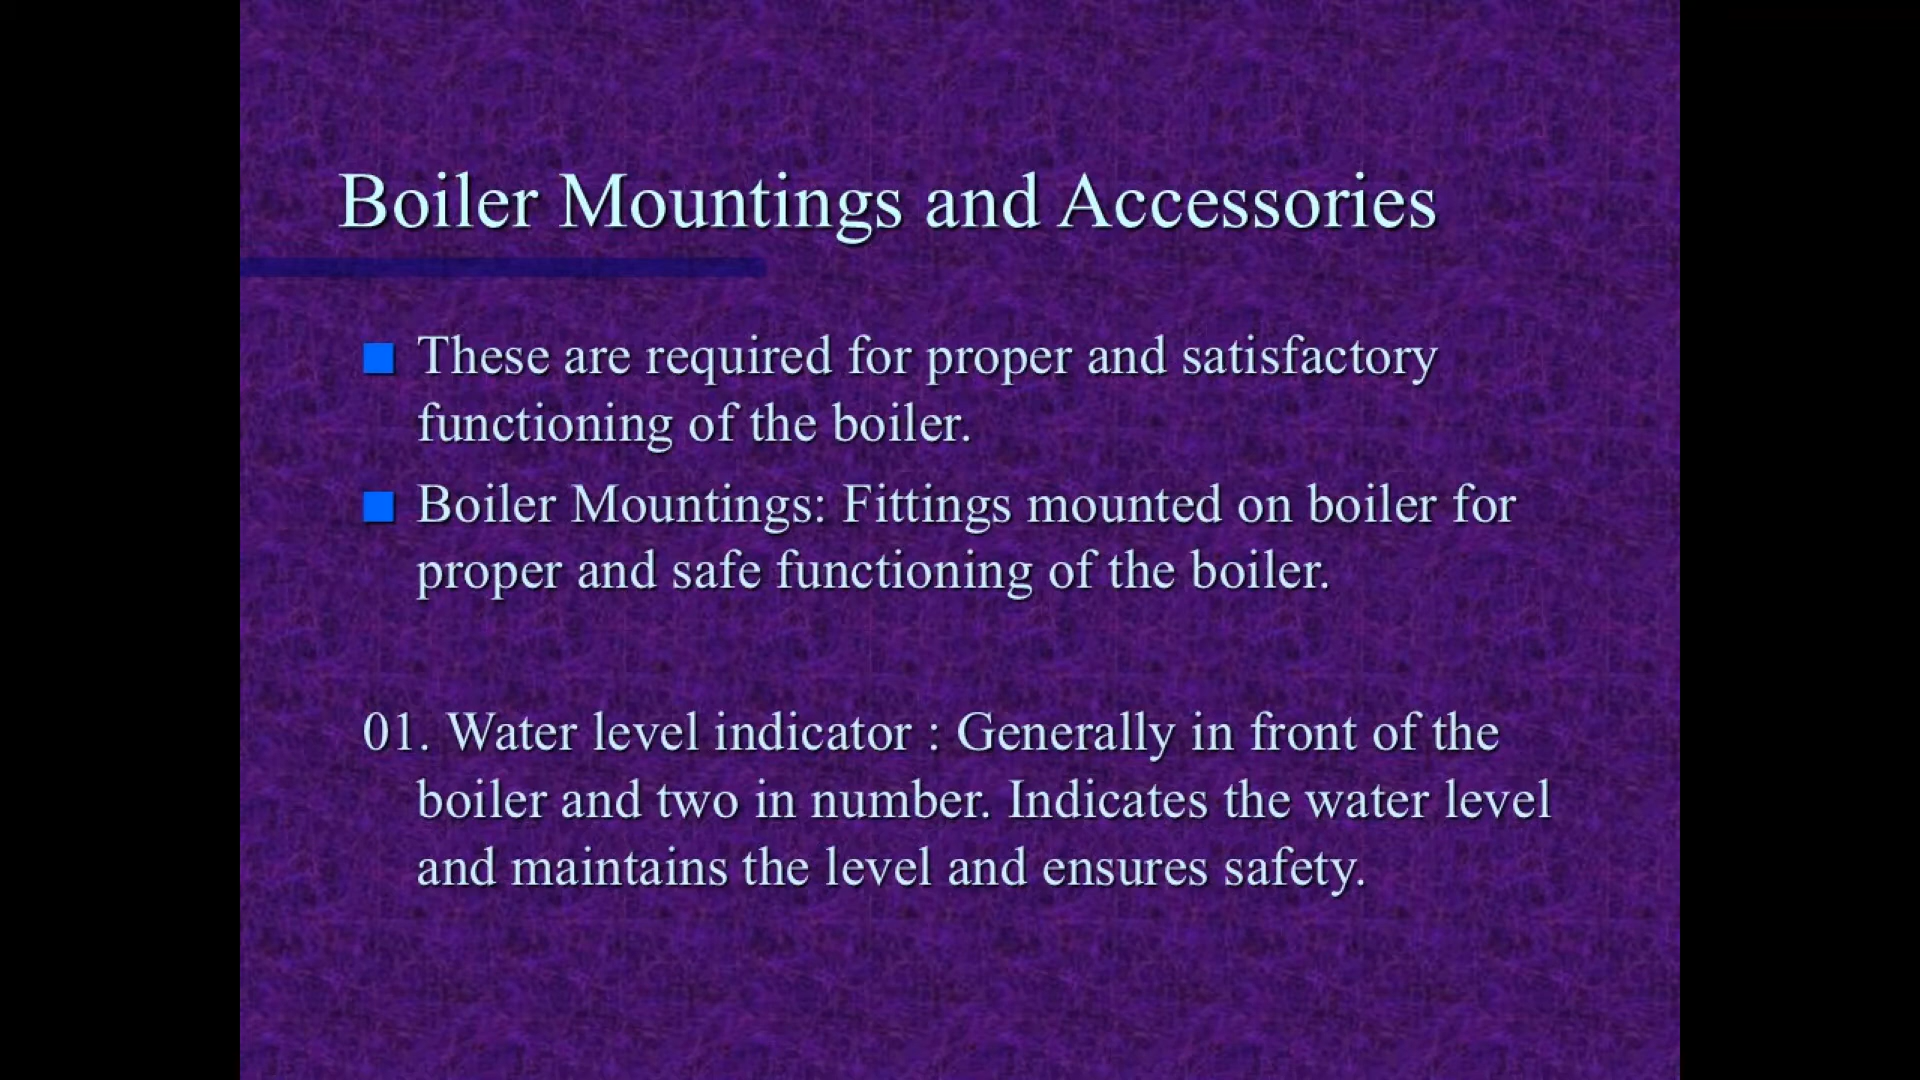 Boiler Mountings and Accessories
These are required for proper and satisfactory
functioning of the boiler.
Boiler Mountings: Fittings mounted on boiler for
proper and safe functioning of the boiler.
01. Water level indicator : Generally in front of the
boiler and two in number. Indicates the water level
and maintains the level and ensures safety.